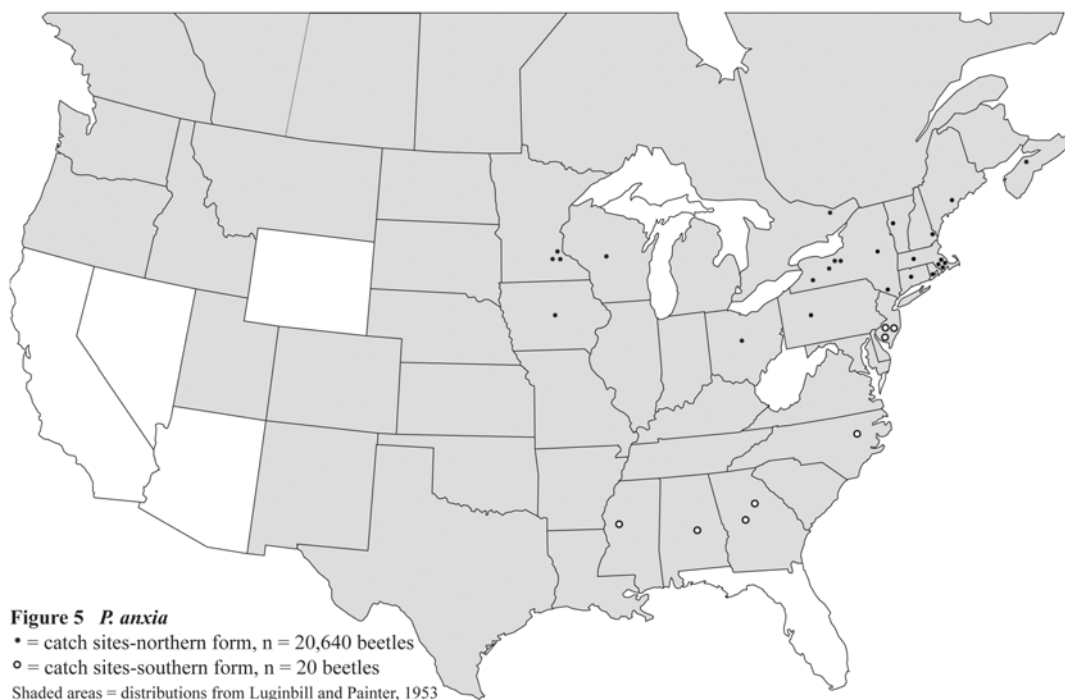 Figure 5 P. anxia
• = catch sites-northern form, n = 20,640 beetles
o = catch sites-southern form, n = 20 beetles
Shaded areas = distributions from Luginbill and Painter, 1953